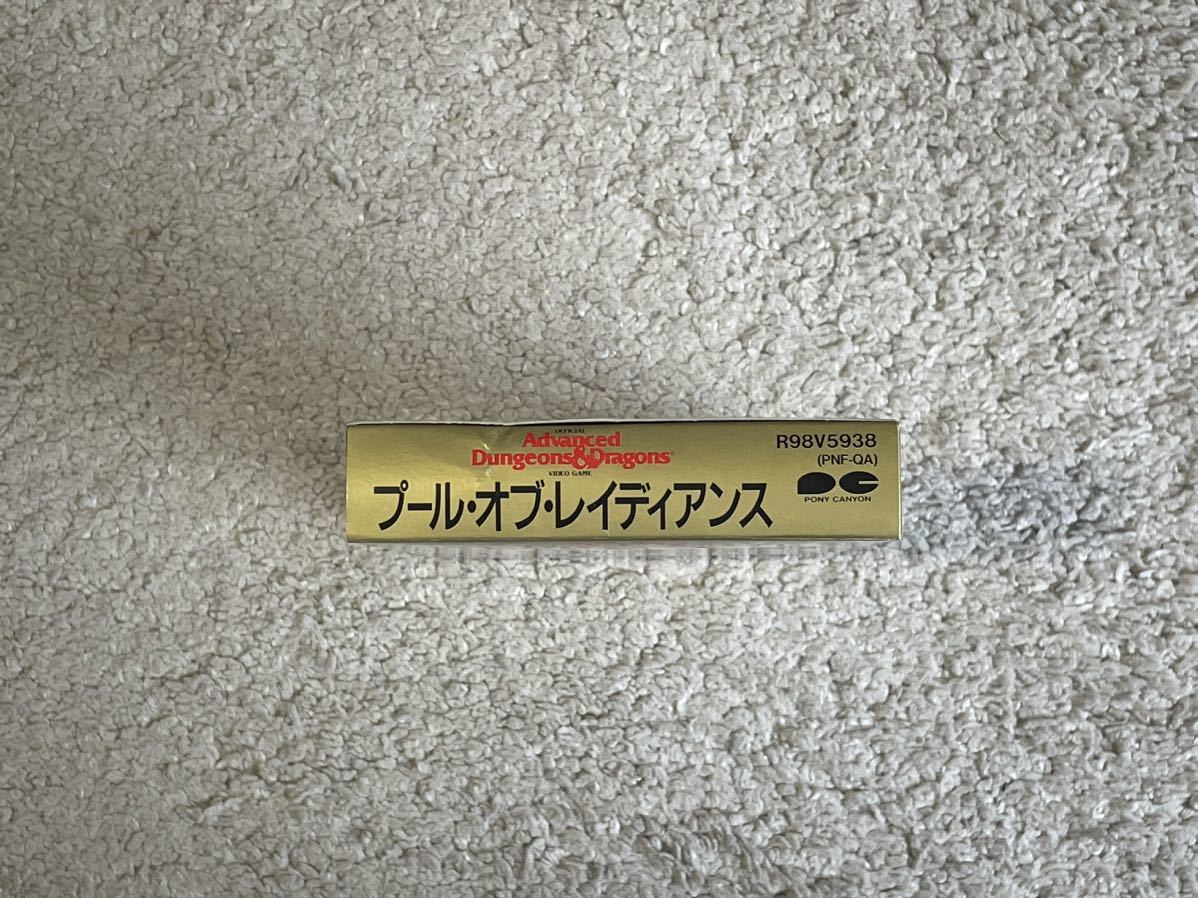 OFFICIAL
Advanced
Dungeons & Dragons®
VIDEO GAME
プール・オブ・レイディアンス
R98V5938
(PNF-QA)
PC
PONY CANYON